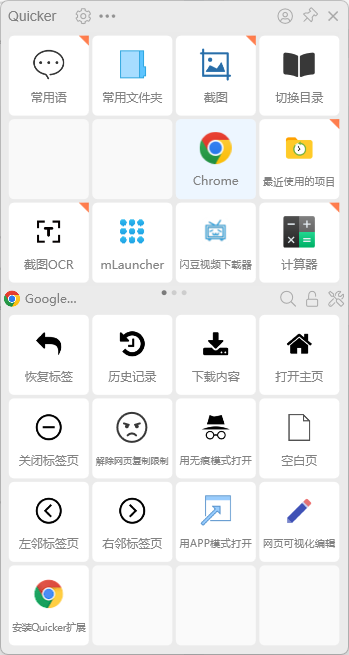 Quicker
常用语
常用文件夹
截图
切换目录
Chrome
最近使用的项目
截图OCR
mLauncher
闪豆视频下载器
计算器
Google...
恢复标签
历史记录
下载内容
打开主页
关闭标签页
解除网页复制限制
用无痕模式打开
空白页
左邻标签页
右邻标签页
用APP模式打开
网页可视化编辑
安装Quicker扩展